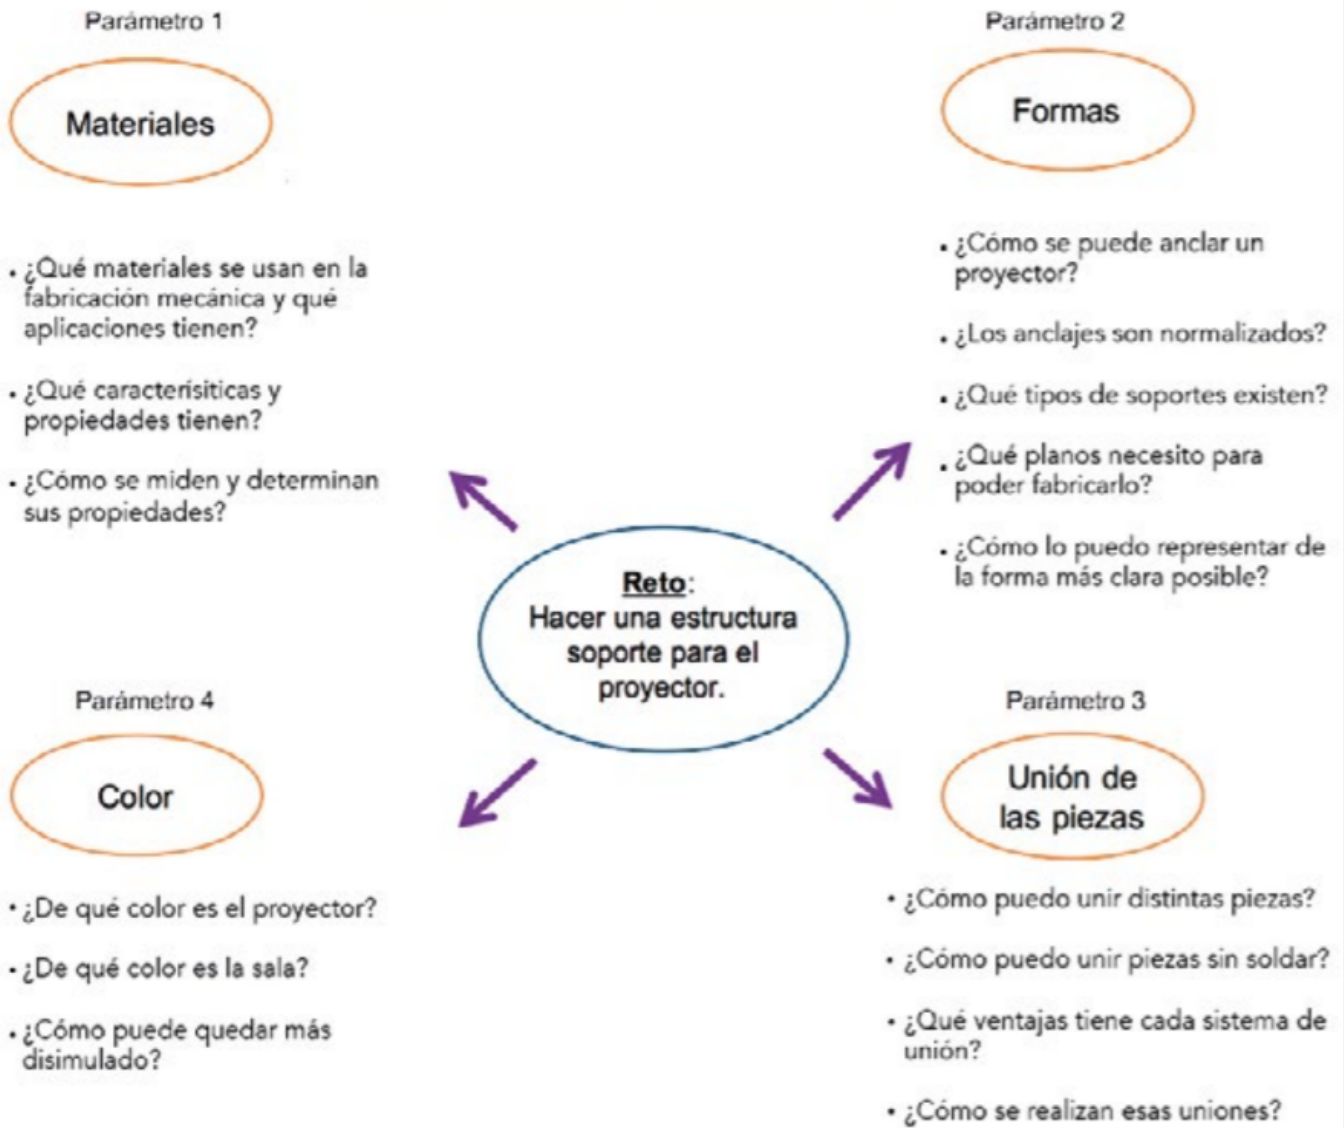 Parámetro 1
Materiales
• ¿Qué materiales se usan en la
fabricación mecánica y qué
aplicaciones tienen?
• ¿Qué caracterísiticas y
propiedades tienen?
• ¿Cómo se miden y determinan
sus propiedades?
Parámetro 2
Formas
• ¿Cómo se puede anclar un
proyector?
• ¿Los anclajes son normalizados?
• ¿Qué tipos de soportes existen?
• ¿Qué planos necesito para
poder fabricarlo?
• ¿Cómo lo puedo representar de
la forma más clara posible?
Reto:
Hacer una estructura
soporte para el
proyector.
Parámetro 4
Color
• ¿De qué color es el proyector?
• ¿De qué color es la sala?
• ¿Cómo puede quedar más
disimulado?
Parámetro 3
Unión de
las piezas
• ¿Cómo puedo unir distintas piezas?
• ¿Cómo puedo unir piezas sin soldar?
• ¿Qué ventajas tiene cada sistema de
unión?
• ¿Cómo se realizan esas uniones?